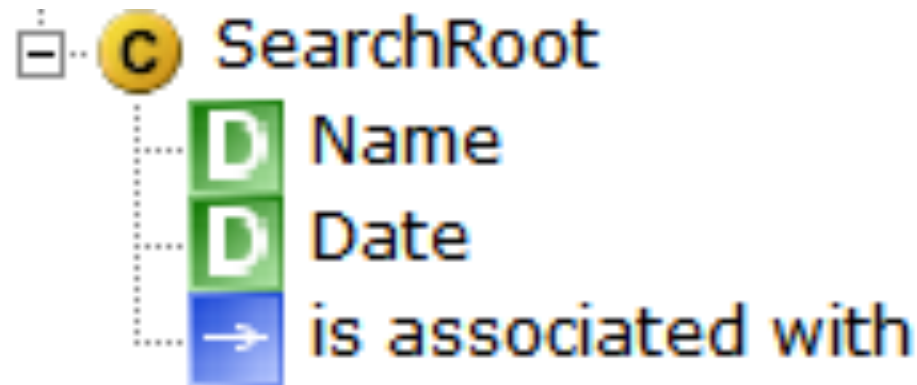 C SearchRoot
D Name
D Date
is associated with